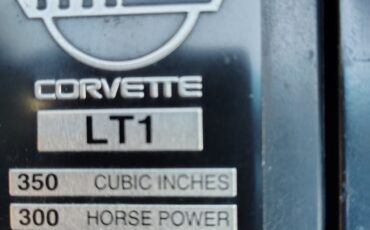 CORVETTE
LT1
350 CUBIC INCHES
300 HORSE POWER